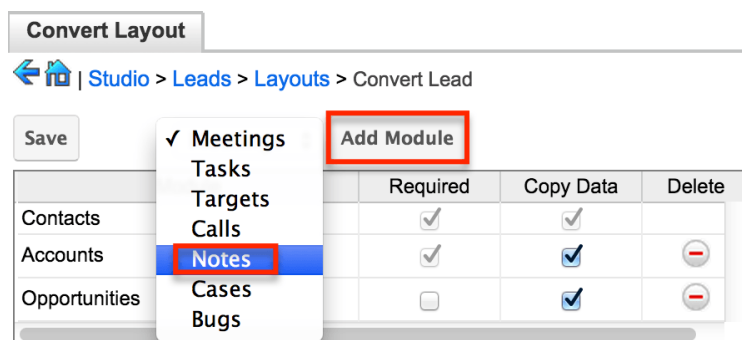 Convert Layout
| Studio > Leads > Layouts > Convert Lead
Save
✓ Meetings
Add Module
Tasks
Targets
Calls
Notes
Cases
Bugs
Required Copy Data Delete
Contacts
Accounts
Opportunities